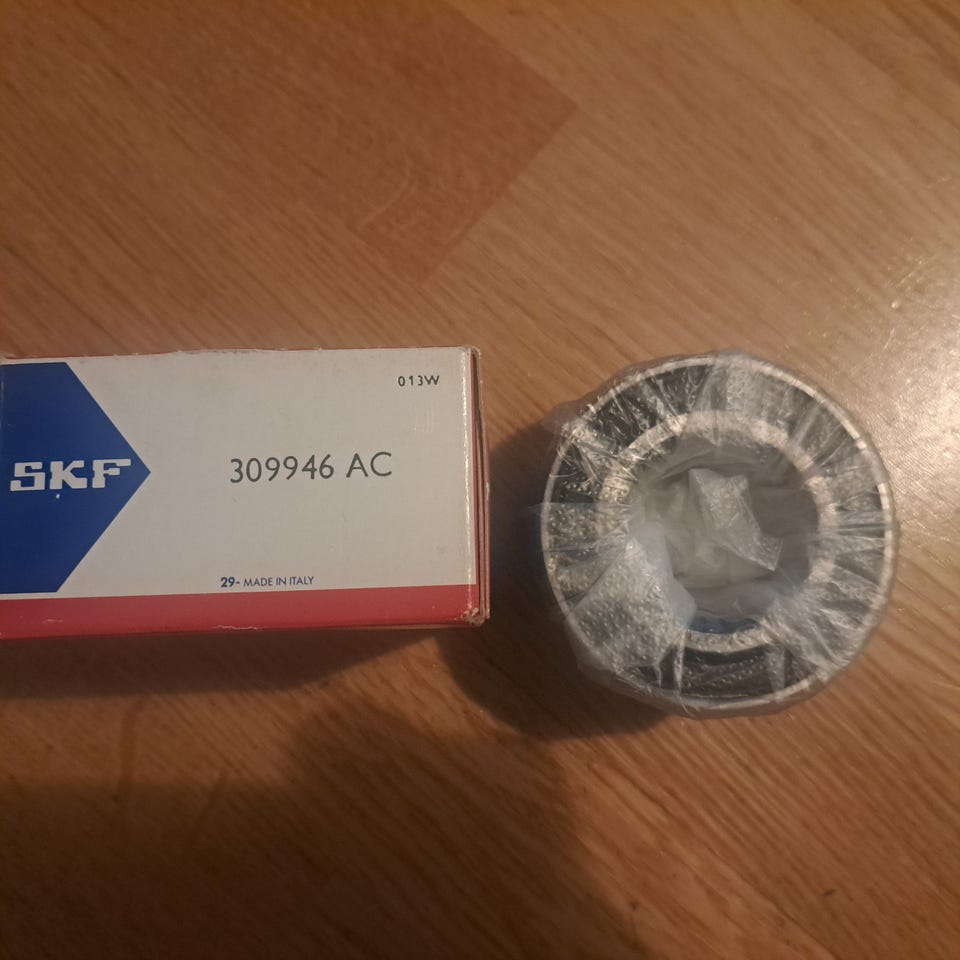 013W
SKF
309946 AC
29- MADE IN ITALY